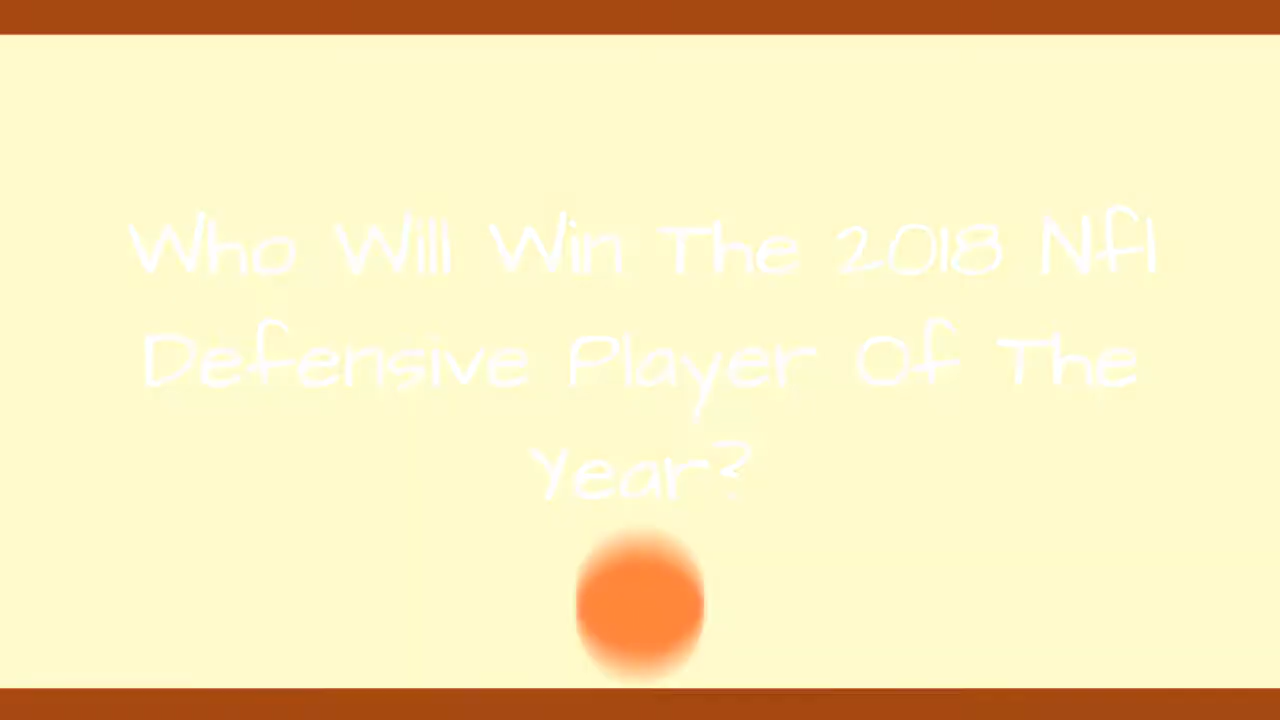 Who Will Win The 2018 Nfl
Defensive Player Of The
Year?